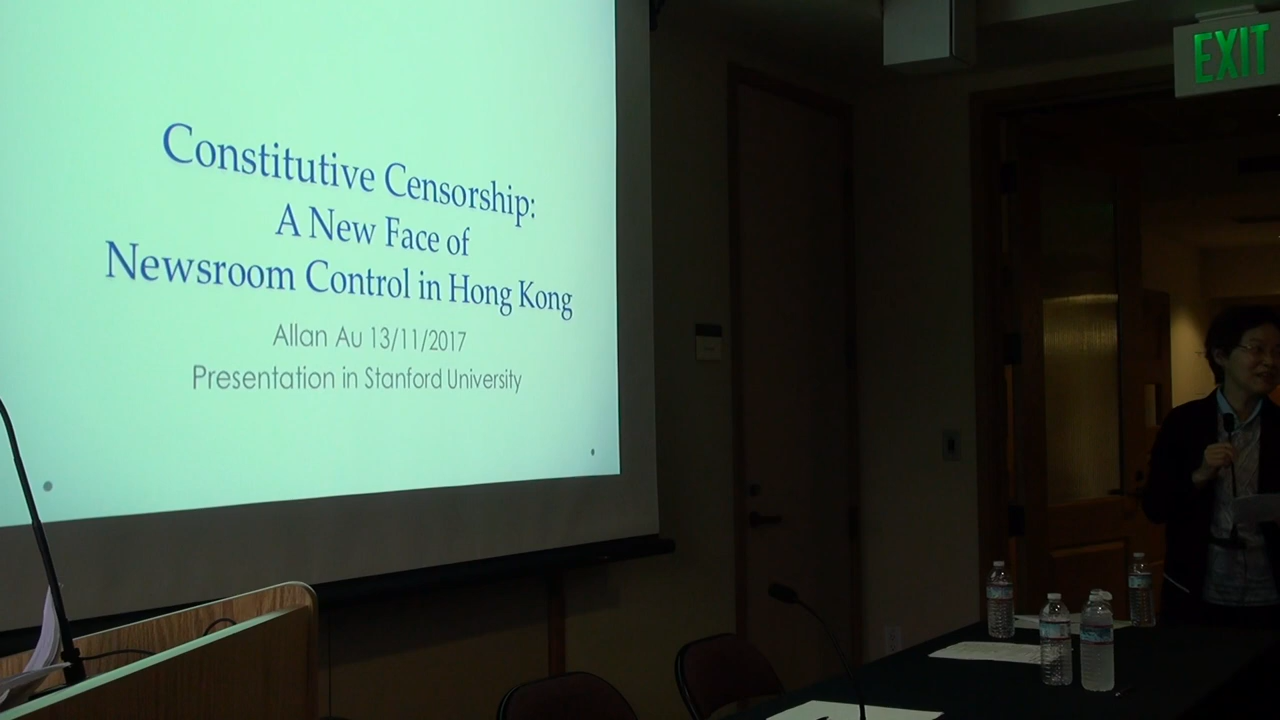 Constitutive Censorship:
A New Face of
Newsroom Control in Hong Kong
Allan Au 13/11/2017
Presentation in Stanford University
EXIT